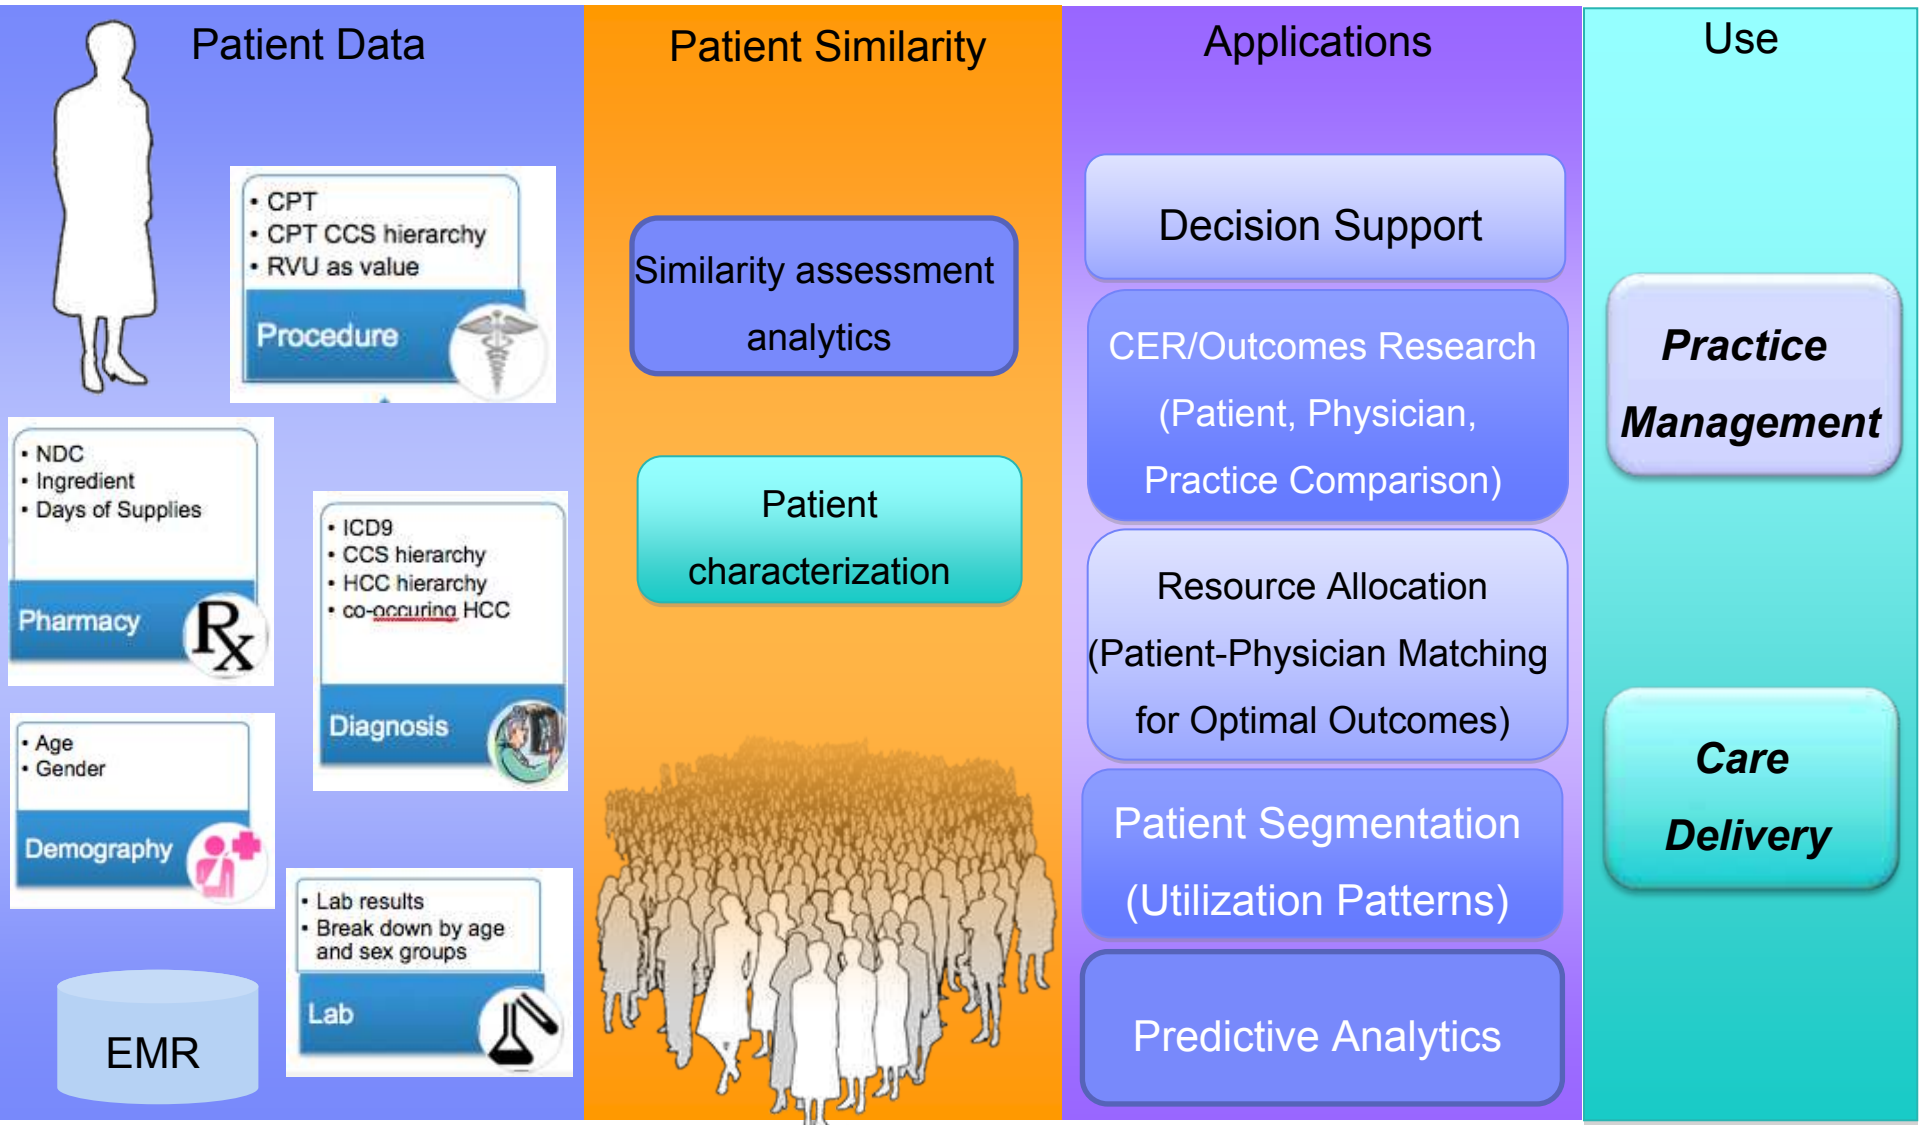 Patient Data
• CPT
• CPT CCS hierarchy
• RVU as value
Procedure
• NDC
• Ingredient
• Days of Supplies
Pharmacy
Rx
• ICD9
• CCS hierarchy
• HCC hierarchy
• co-occuring HCC
Diagnosis
• Age
• Gender
Demography
• Lab results
• Break down by age
and sex groups
Lab
EMR
Patient Similarity
Similarity assessment
analytics
Patient
characterization
Applications
Decision Support
CER/Outcomes Research
(Patient, Physician,
Practice Comparison)
Resource Allocation
(Patient-Physician Matching
for Optimal Outcomes)
Patient Segmentation
(Utilization Patterns)
Predictive Analytics
Use
Practice
Management
Care
Delivery